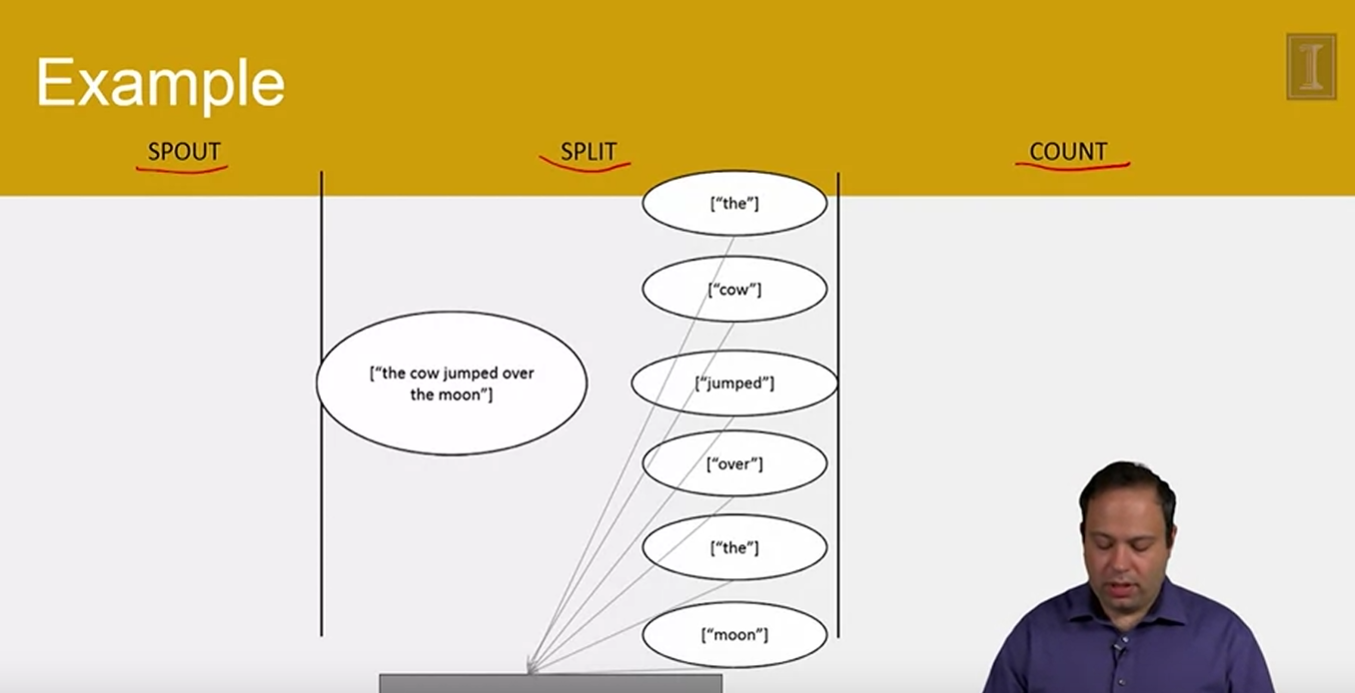 Example
I
SPOUT
SPLIT
COUNT
["the"]
["cow"]
["the cow jumped over
the moon"]
["jumped"]
["over"]
["the"]
["moon"]